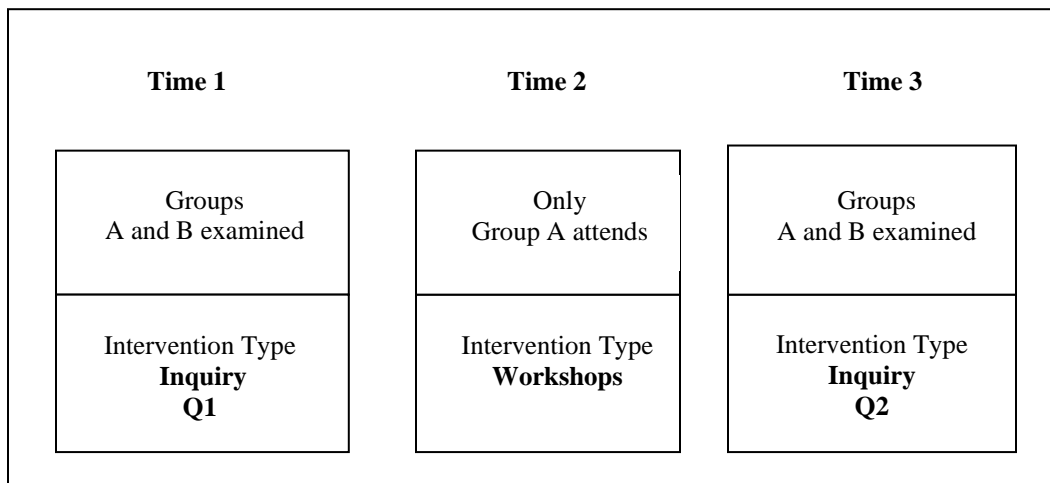 Time 1
Time 2
Time 3
Groups
A and B examined
Only
Group A attends
Groups
A and B examined
Intervention Type
Inquiry
Q1
Intervention Type
Workshops
Intervention Type
Inquiry
Q2